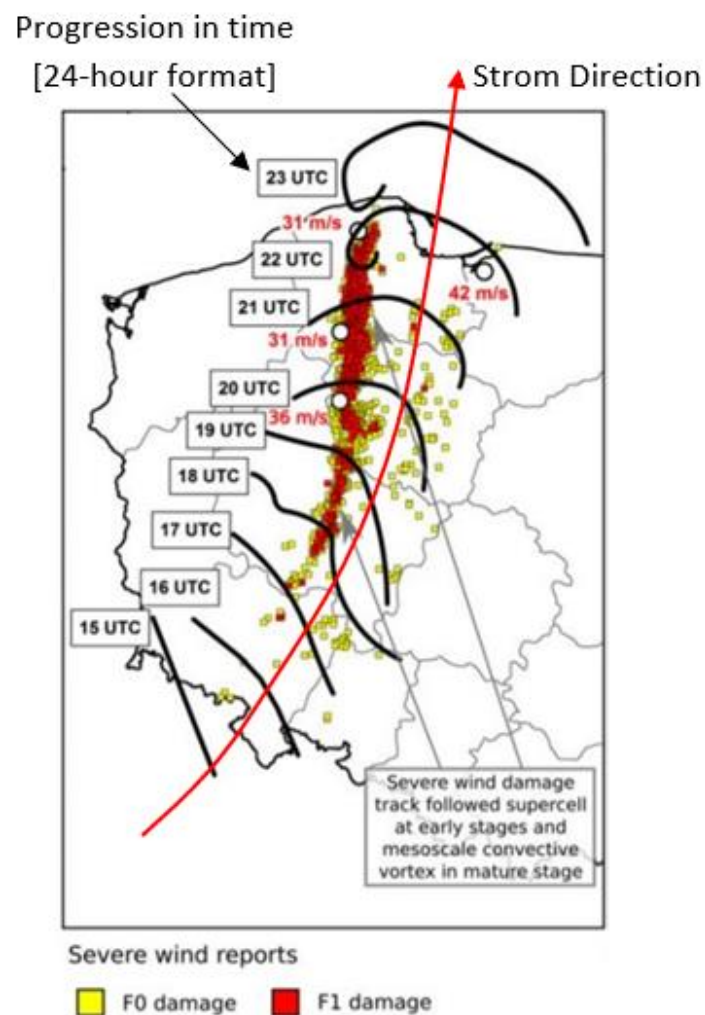 Progression in time
[24-hour format]
Strom Direction
23 UTC
31 m/s
22 UTC
42 m/s
21 UTC
31 m/s
20 UTC
36 m/s
19 UTC
18 UTC
17 UTC
16 UTC
15 UTC
Severe wind damage
track followed supercell
at early stages and
mesoscale convective
vortex in mature stage
Severe wind reports
F0 damage
F1 damage